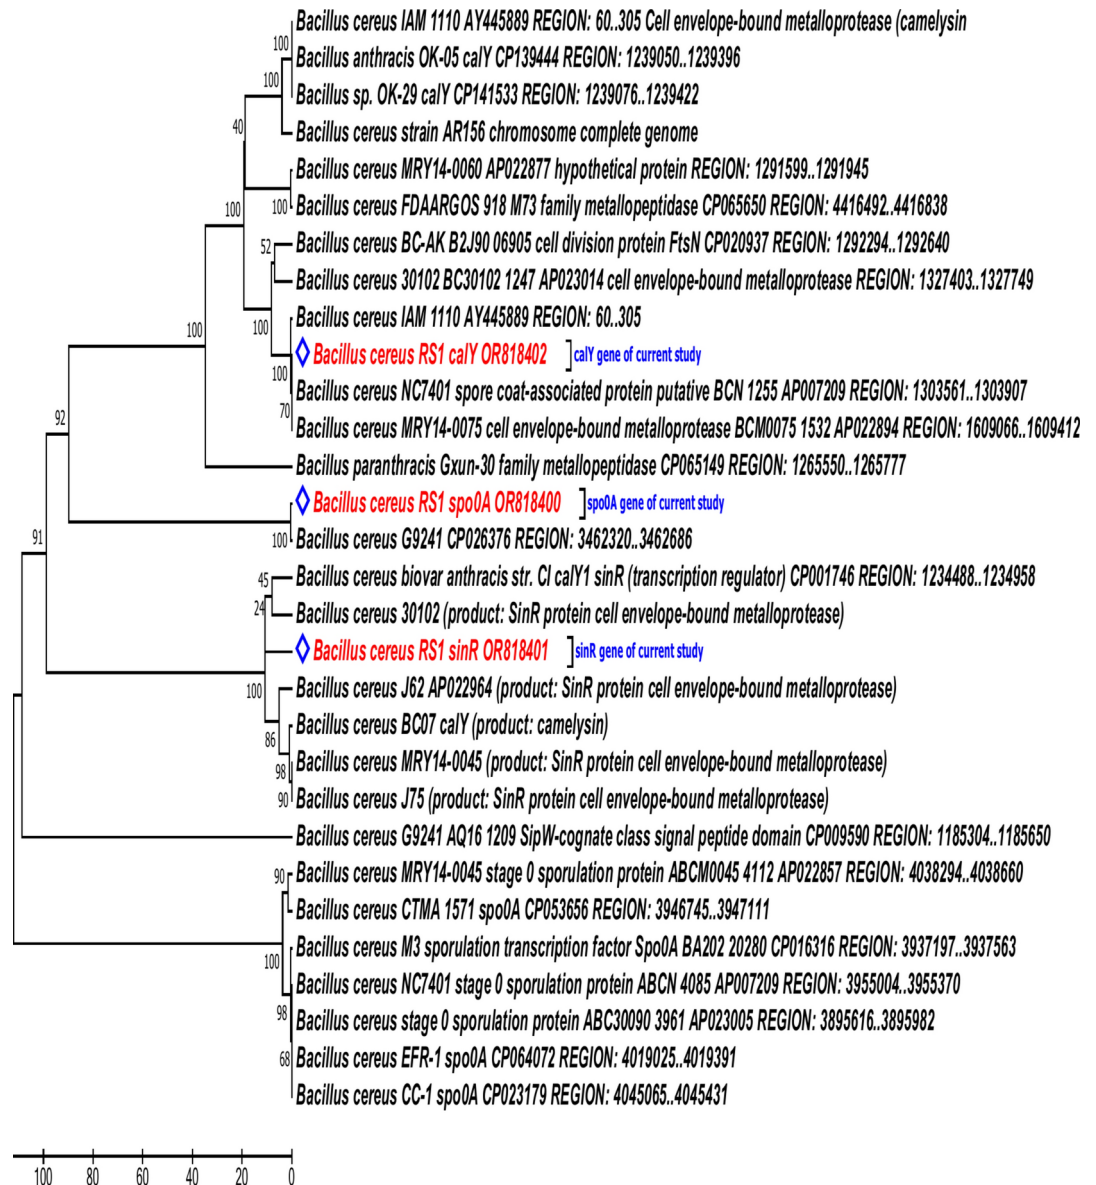 Bacillus cereus IAM 1110 AY445889 REGION: 60..305 Cell envelope-bound metalloprotease (camelysin
100
Bacillus anthracis OK-05 calY CP139444 REGION: 1239050..1239396
100
Bacillus sp. OK-29 calY CP141533 REGION: 1239076..1239422
40
Bacillus cereus strain AR156 chromosome complete genome
Bacillus cereus MRY14-0060 AP022877 hypothetical protein REGION: 1291599..1291945
100
100
Bacillus cereus FDAARGOS 918 M73 family metallopeptidase CP065650 REGION: 4416492..4416838
52
Bacillus cereus BC-AK B2J90 06905 cell division protein FtsN CP020937 REGION: 1292294..1292640
Bacillus cereus 30102 BC30102 1247 AP023014 cell envelope-bound metalloprotease REGION: 1327403..1327749
100
100
Bacillus cereus IAM 1110 AY445889 REGION: 60..305
Bacillus cereus RS1 calY OR818402 calY gene of current study
100
Bacillus cereus NC7401 spore coat-associated protein putative BCN 1255 AP007209 REGION: 1303561..1303907
70
Bacillus cereus MRY14-0075 cell envelope-bound metalloprotease BCM0075 1532 AP022894 REGION: 1609066..1609412
92
Bacillus paranthracis Gxun-30 family metallopeptidase CP065149 REGION: 1265550..1265777
Bacillus cereus RS1 spo0A OR818400 spo0A gene of current study
91
100
Bacillus cereus G9241 CP026376 REGION: 3462320..3462686
45
Bacillus cereus biovar anthracis str. CI calY1 sinR (transcription regulator) CP001746 REGION: 1234488..1234958
24
Bacillus cereus 30102 (product: SinR protein cell envelope-bound metalloprotease)
Bacillus cereus RS1 sinR OR818401 sinR gene of current study
100
Bacillus cereus J62 AP022964 (product: SinR protein cell envelope-bound metalloprotease)
86
Bacillus cereus BC07 calY (product: camelysin)
98
Bacillus cereus MRY14-0045 (product: SinR protein cell envelope-bound metalloprotease)
90
Bacillus cereus J75 (product: SinR protein cell envelope-bound metalloprotease)
Bacillus cereus G9241 AQ16 1209 SipW-cognate class signal peptide domain CP009590 REGION: 1185304..1185650
90
Bacillus cereus MRY14-0045 stage 0 sporulation protein ABCM0045 4112 AP022857 REGION: 4038294..4038660
Bacillus cereus CTMA 1571 spo0A CP053656 REGION: 3946745..3947111
100
Bacillus cereus M3 sporulation transcription factor Spo0A BA202 20280 CP016316 REGION: 3937197..3937563
Bacillus cereus NC7401 stage 0 sporulation protein ABCN 4085 AP007209 REGION: 3955004..3955370
98
Bacillus cereus stage 0 sporulation protein ABC30090 3961 AP023005 REGION: 3895616..3895982
68
Bacillus cereus EFR-1 spo0A CP064072 REGION: 4019025..4019391
Bacillus cereus CC-1 spo0A CP023179 REGION: 4045065..4045431
100 80 60 40 20 0